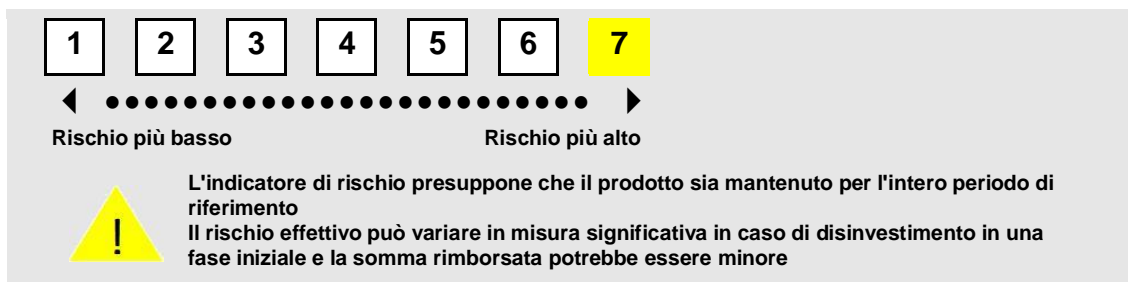 1 2 3 4 5 6 7
Rischio più basso Rischio più alto
L'indicatore di rischio presuppone che il prodotto sia mantenuto per l'intero periodo di
riferimento
Il rischio effettivo può variare in misura significativa in caso di disinvestimento in una
fase iniziale e la somma rimborsata potrebbe essere minore
!